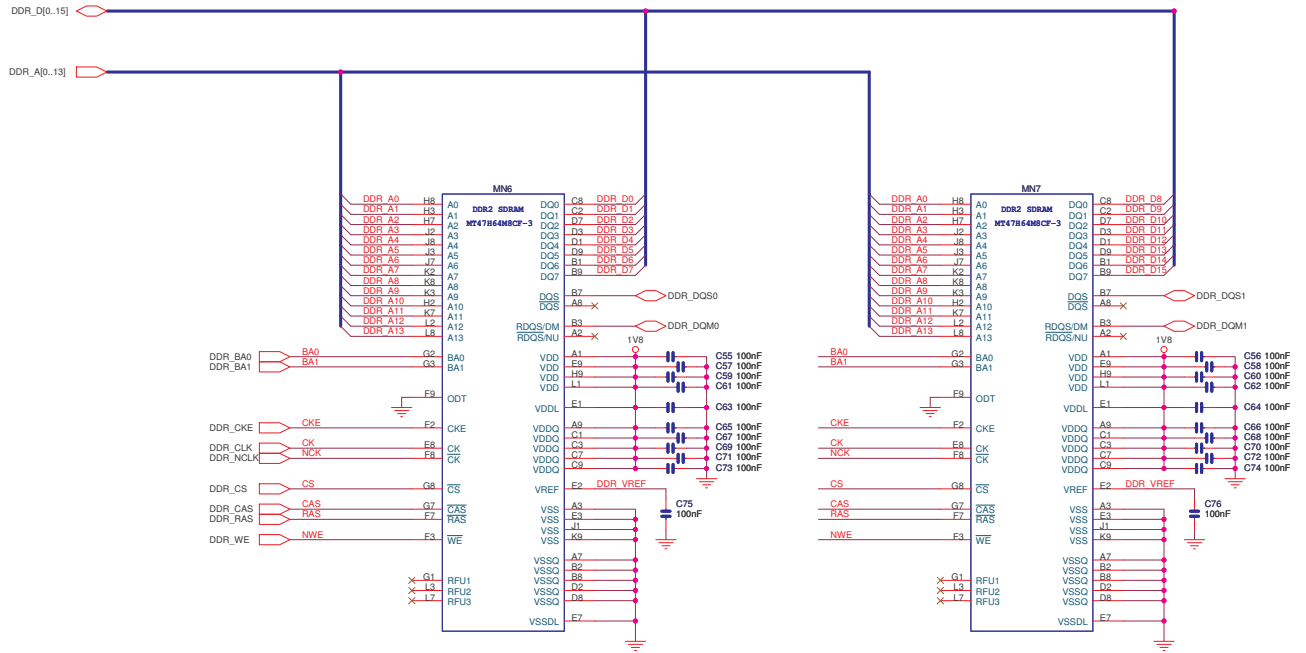 DDR_D[0..15]
DDR_A[0..13]
MN6
DDR2 SDRAM
MT47H64M8CF-3
DDR_A0 H8 A0
DDR_A1 H3 A1
DDR_A2 H7 A2
DDR_A3 J2 A3
DDR_A4 J8 A4
DDR_A5 J3 A5
DDR_A6 J7 A6
DDR_A7 K2 A7
DDR_A8 K8 A8
DDR_A9 K3 A9
DDR_A10 H2 A10
DDR_A11 K7 A11
DDR_A12 L2 A12
DDR_A13 L8 A13
DDR_BA0 BA0 G2 BA0
DDR_BA1 BA1 G3 BA1
F9 ODT
DDR_CKE CKE F2 CKE
DDR_CLK CK E8 CK
DDR_NCLK NCK F8 CK
DDR_CS CS G8 CS
DDR_CAS CAS G7 CAS
DDR_RAS RAS F7 RAS
DDR_WE NWE F3 WE
G1 RFU1
L3 RFU2
L7 RFU3
DQ0 C8 DDR_D0
DQ1 C2 DDR_D1
DQ2 D7 DDR_D2
DQ3 D3 DDR_D3
DQ4 D1 DDR_D4
DQ5 D9 DDR_D5
DQ6 B1 DDR_D6
DQ7 B9 DDR_D7
DQS B7 DDR_DQS0
DQS A8
RDQS/DM B3 DDR_DQM0
RDQS/NU A2
1V8
VDD A1 C55 100nF
VDD E9 C57 100nF
VDD H9 C59 100nF
VDD L1 C61 100nF
VDDL E1 C63 100nF
VDDQ A9 C65 100nF
VDDQ C1 C67 100nF
VDDQ C3 C69 100nF
VDDQ C7 C71 100nF
VDDQ C9 C73 100nF
VREF E2 DDR_VREF
C75
100nF
VSS A3
VSS E3
VSS J1
VSS K9
VSSQ A7
VSSQ B2
VSSQ B8
VSSQ D2
VSSQ D8
VSSDL E7
MN7
DDR2 SDRAM
MT47H64M8CF-3
DDR_A0 H8 A0
DDR_A1 H3 A1
DDR_A2 H7 A2
DDR_A3 J2 A3
DDR_A4 J8 A4
DDR_A5 J3 A5
DDR_A6 J7 A6
DDR_A7 K2 A7
DDR_A8 K8 A8
DDR_A9 K3 A9
DDR_A10 H2 A10
DDR_A11 K7 A11
DDR_A12 L2 A12
DDR_A13 L8 A13
BA0 G2 BA0
BA1 G3 BA1
F9 ODT
CKE F2 CKE
CK E8 CK
NCK F8 CK
CS G8 CS
CAS G7 CAS
RAS F7 RAS
NWE F3 WE
G1 RFU1
L3 RFU2
L7 RFU3
DQ0 C8 DDR_D8
DQ1 C2 DDR_D9
DQ2 D7 DDR_D10
DQ3 D3 DDR_D11
DQ4 D1 DDR_D12
DQ5 D9 DDR_D13
DQ6 B1 DDR_D14
DQ7 B9 DDR_D15
DQS B7 DDR_DQS1
DQS A8
RDQS/DM B3 DDR_DQM1
RDQS/NU A2
1V8
VDD A1 C56 100nF
VDD E9 C58 100nF
VDD H9 C60 100nF
VDD L1 C62 100nF
VDDL E1 C64 100nF
VDDQ A9 C66 100nF
VDDQ C1 C68 100nF
VDDQ C3 C70 100nF
VDDQ C7 C72 100nF
VDDQ C9 C74 100nF
VREF E2 DDR_VREF
C76
100nF
VSS A3
VSS E3
VSS J1
VSS K9
VSSQ A7
VSSQ B2
VSSQ B8
VSSQ D2
VSSQ D8
VSSDL E7